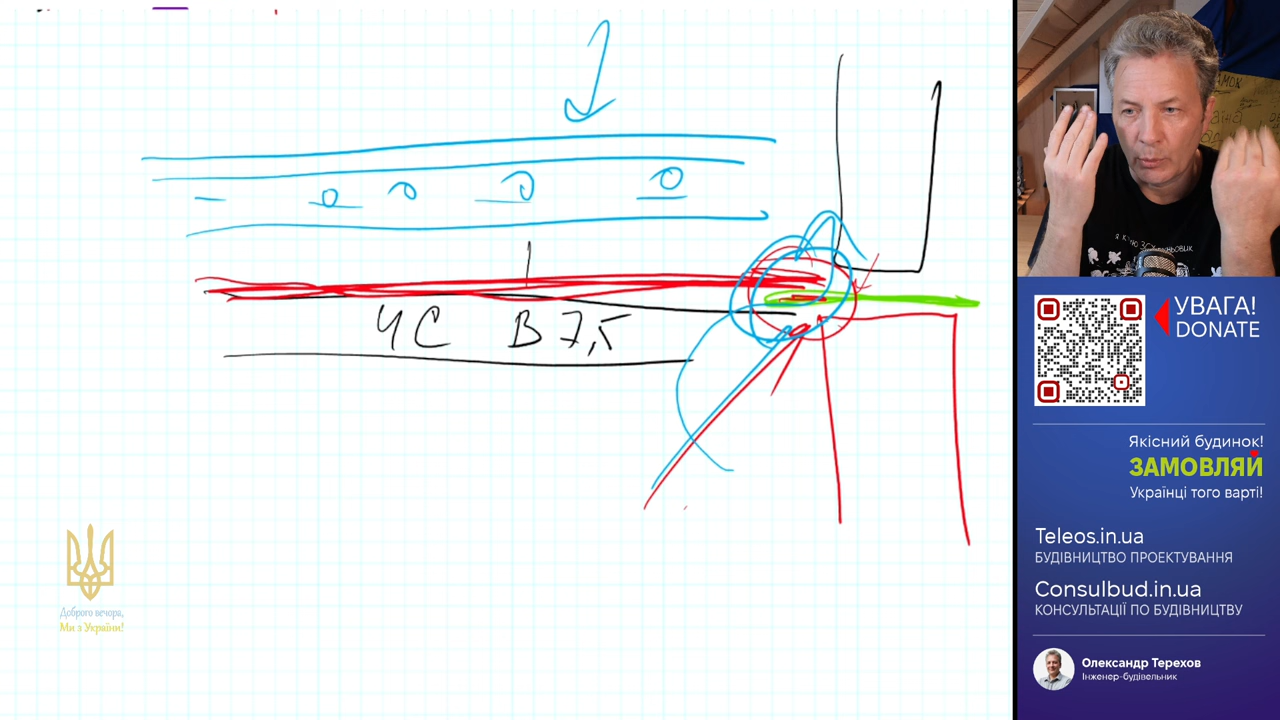 ЧС В 7,5
Доброго вечора,
Ми з України!
УВАГА!
DONATE
Якісний будинок!
ЗАМОВЛЯЙ
Українці того варті!
Teleos.in.ua
БУДІВНИЦТВО ПРОЕКТУВАННЯ
Consulbud.in.ua
КОНСУЛЬТАЦІЇ ПО БУДІВНИЦТВУ
Олександр Терехов
Інженер-будівельник